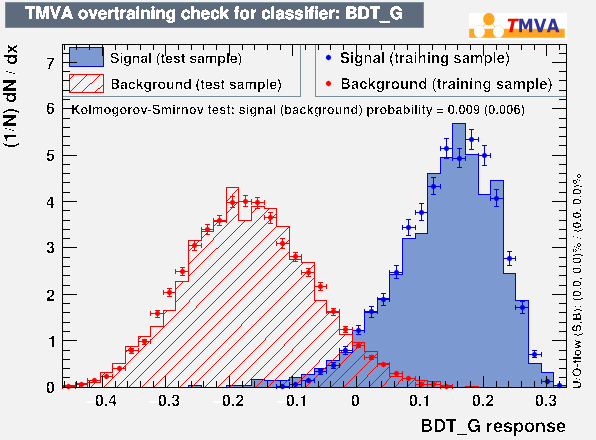 TMVA overtraining check for classifier: BDT_G
TMVA
Signal (test sample)
Background (test sample)
Signal (training sample)
Background (training sample)
Kolmogorov-Smirnov test: signal (background) probability = 0.009 (0.006)
(1/N) dN / dx
7
6
5
4
3
2
1
0
−0.4 −0.3 −0.2 −0.1 0 0.1 0.2 0.3
BDT_G response
U/O-flow (S,B): (0.0, 0.0)% / (0.0, 0.0)%